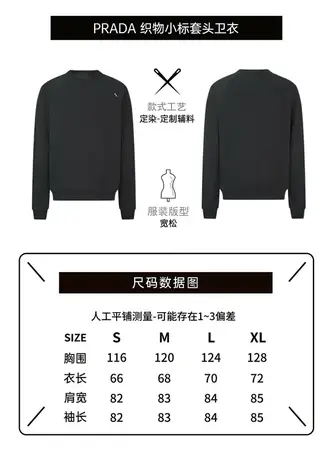 PRADA 织物小标套头卫衣
款式工艺
定染-定制辅料
服装版型
宽松
尺码数据图
人工平铺测量-可能存在1~3偏差
SIZE S M L XL
胸围 116 120 124 128
衣长 66 68 70 72
肩宽 82 83 84 85
袖长 82 83 84 85